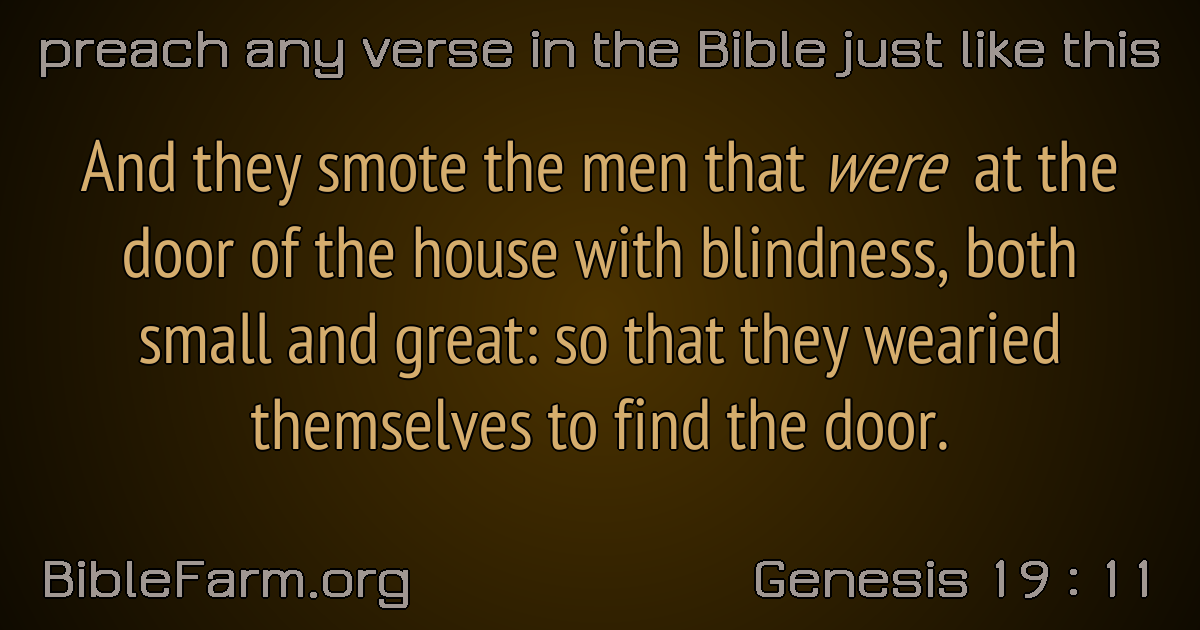 preach any verse in the Bible just like this
And they smote the men that were at the
door of the house with blindness, both
small and great: so that they wearied
themselves to find the door.
BibleFarm.org
Genesis 19 : 11